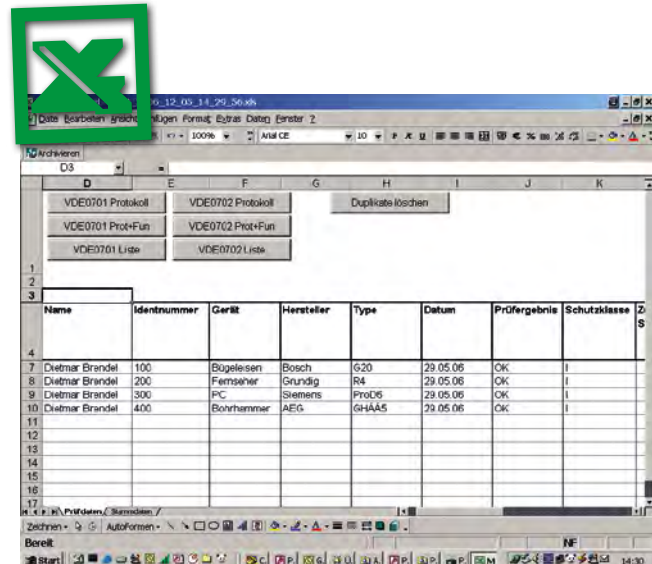 _12_05_14_29_56.xls
Datei Bearbeiten Ansicht Einfügen Format Extras Daten Fenster ?
100% Arial CE 10 F K U
Archivieren
D3 =
D E F G H I J K
VDE0701 Protokoll VDE0702 Protokoll Duplikate löschen
VDE0701 Prot+Fun VDE0702 Prot+Fun
VDE0701 Liste VDE0702 Liste
1
2
3
Name Identnummer Gerät Hersteller Type Datum Prüfergebnis Schutzklasse
4
7 Dietmar Brendel 100 Bügeleisen Bosch G20 29.05.06 OK I
8 Dietmar Brendel 200 Fernseher Grundig R4 29.05.06 OK I
9 Dietmar Brendel 300 PC Siemens ProD6 29.05.06 OK I
10 Dietmar Brendel 400 Bohrhammer AEG GHÄÄ5 29.05.06 OK I
11
12
13
14
15
16
17
Prüfdaten Summdaten
Zeichnen AutoFormen
Bereit NF
Start 14:30